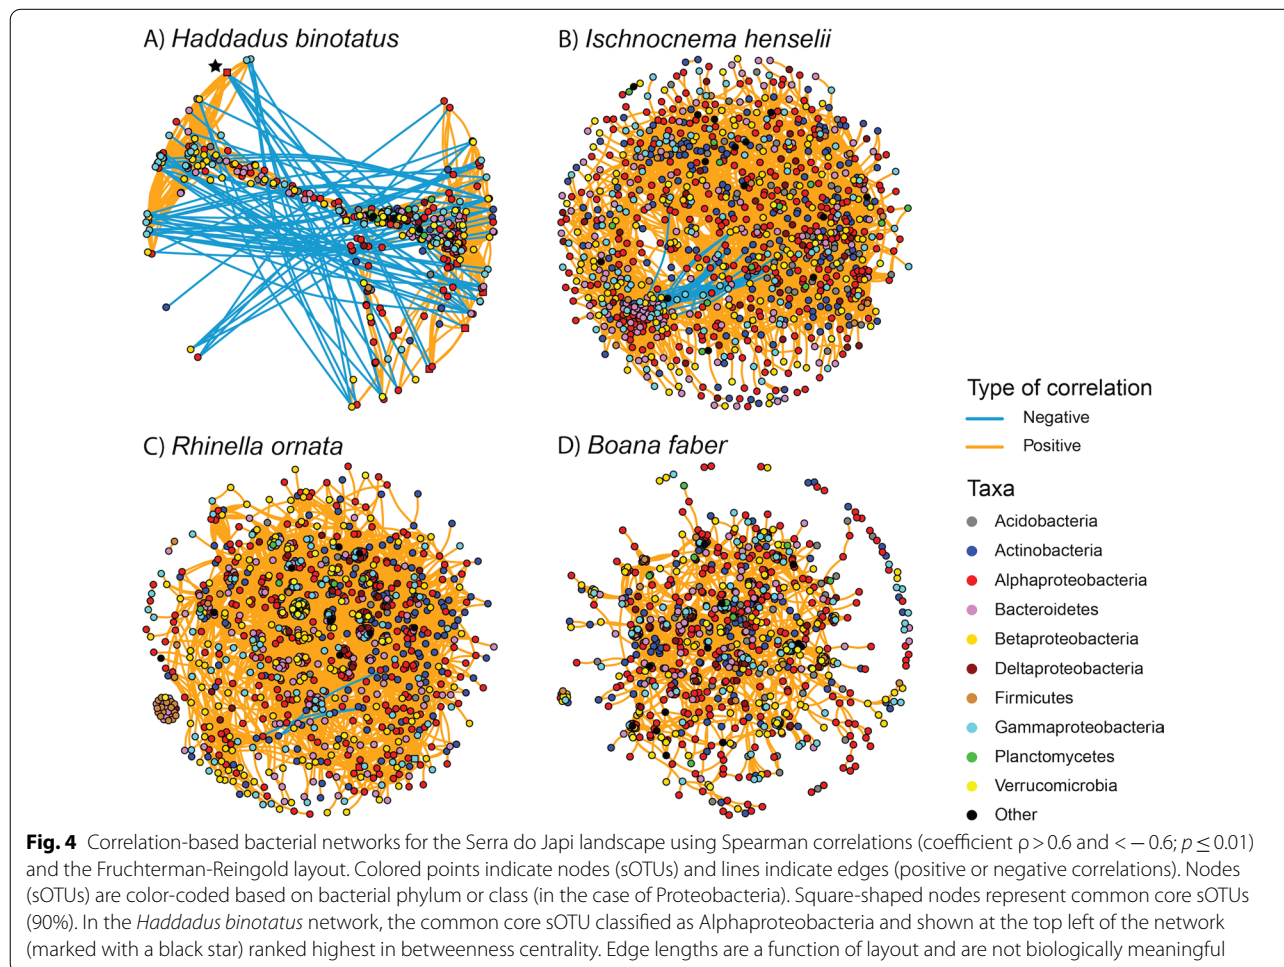 A) Haddadus binotatus
B) Ischnocnema henselii
C) Rhinella ornata
D) Boana faber
Type of correlation
Negative
Positive
Taxa
Acidobacteria
Actinobacteria
Alphaproteobacteria
Bacteroidetes
Betaproteobacteria
Deltaproteobacteria
Firmicutes
Gammaproteobacteria
Planctomycetes
Verrucomicrobia
Other
Fig. 4 Correlation-based bacterial networks for the Serra do Japi landscape using Spearman correlations (coefficient ρ > 0.6 and < − 0.6; p ≤ 0.01)
and the Fruchterman-Reingold layout. Colored points indicate nodes (sOTUs) and lines indicate edges (positive or negative correlations). Nodes
(sOTUs) are color-coded based on bacterial phylum or class (in the case of Proteobacteria). Square-shaped nodes represent common core sOTUs
(90%). In the Haddadus binotatus network, the common core sOTU classified as Alphaproteobacteria and shown at the top left of the network
(marked with a black star) ranked highest in betweenness centrality. Edge lengths are a function of layout and are not biologically meaningful